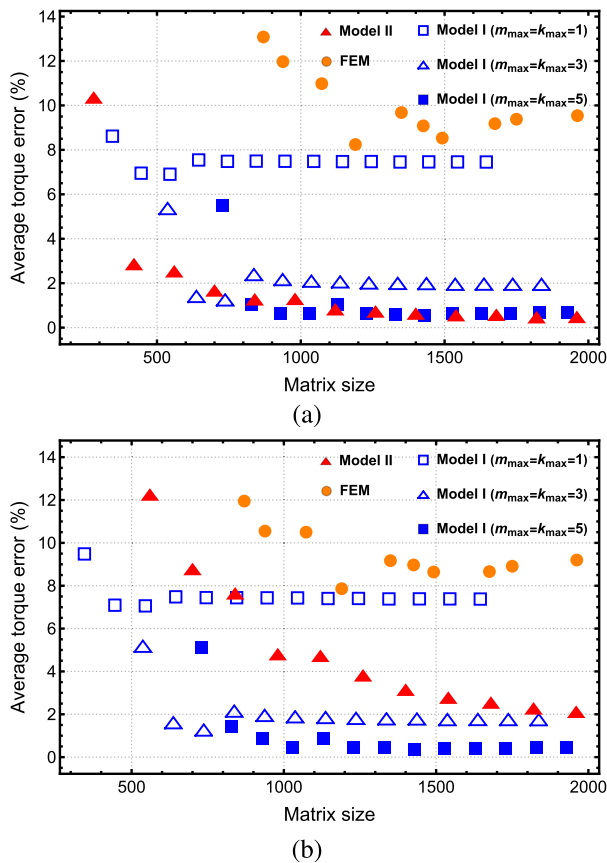 14
12
10
8
6
4
2
0
Average torque error (%)
Model II
FEM
Model I (mmax=kmax=1)
Model I (mmax=kmax=3)
Model I (mmax=kmax=5)
500
1000
1500
2000
Matrix size
(a)
14
12
10
8
6
4
2
0
Average torque error (%)
Model II
FEM
Model I (mmax=kmax=1)
Model I (mmax=kmax=3)
Model I (mmax=kmax=5)
500
1000
1500
2000
Matrix size
(b)